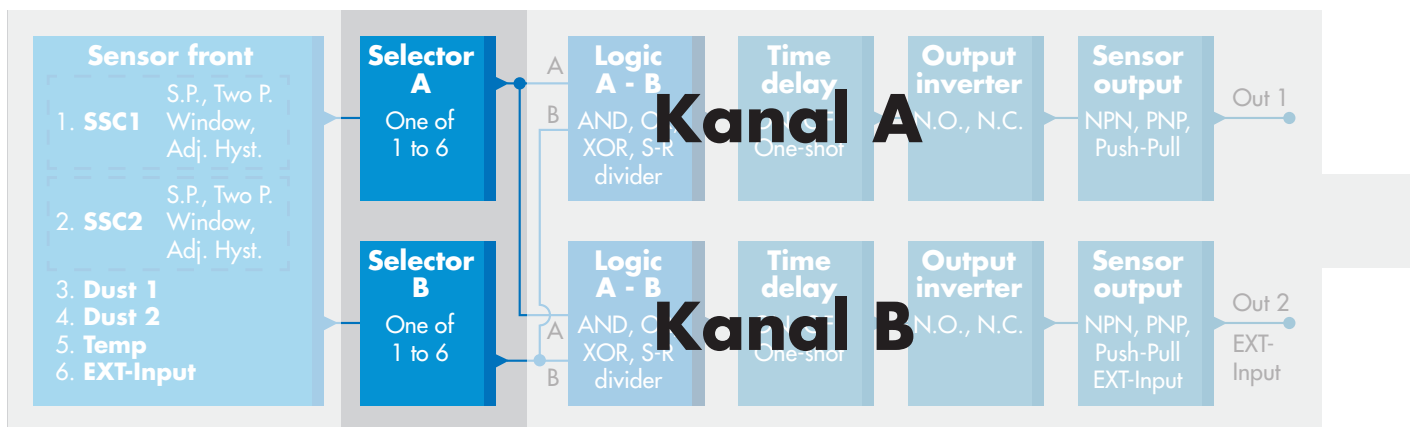 Sensor front
1. SSC1
S.P., Two P.
Window,
Adj. Hyst.
2. SSC2
S.P., Two P.
Window,
Adj. Hyst.
3. Dust 1
4. Dust 2
5. Temp
6. EXT-Input
Selector
A
One of
1 to 6
Selector
B
One of
1 to 6
A
B
Logic
A - B
AND,
XOR, S-R
divider
Time
delay
One-shot
Output
inverter
N.O., N.C.
Sensor
output
NPN, PNP,
Push-Pull
Out 1
Kanal A
A
B
Logic
A - B
AND,
XOR, S-R
divider
Time
delay
One-shot
Output
inverter
N.O., N.C.
Sensor
output
NPN, PNP,
Push-Pull
EXT-Input
Out 2
EXT-
Input
Kanal B